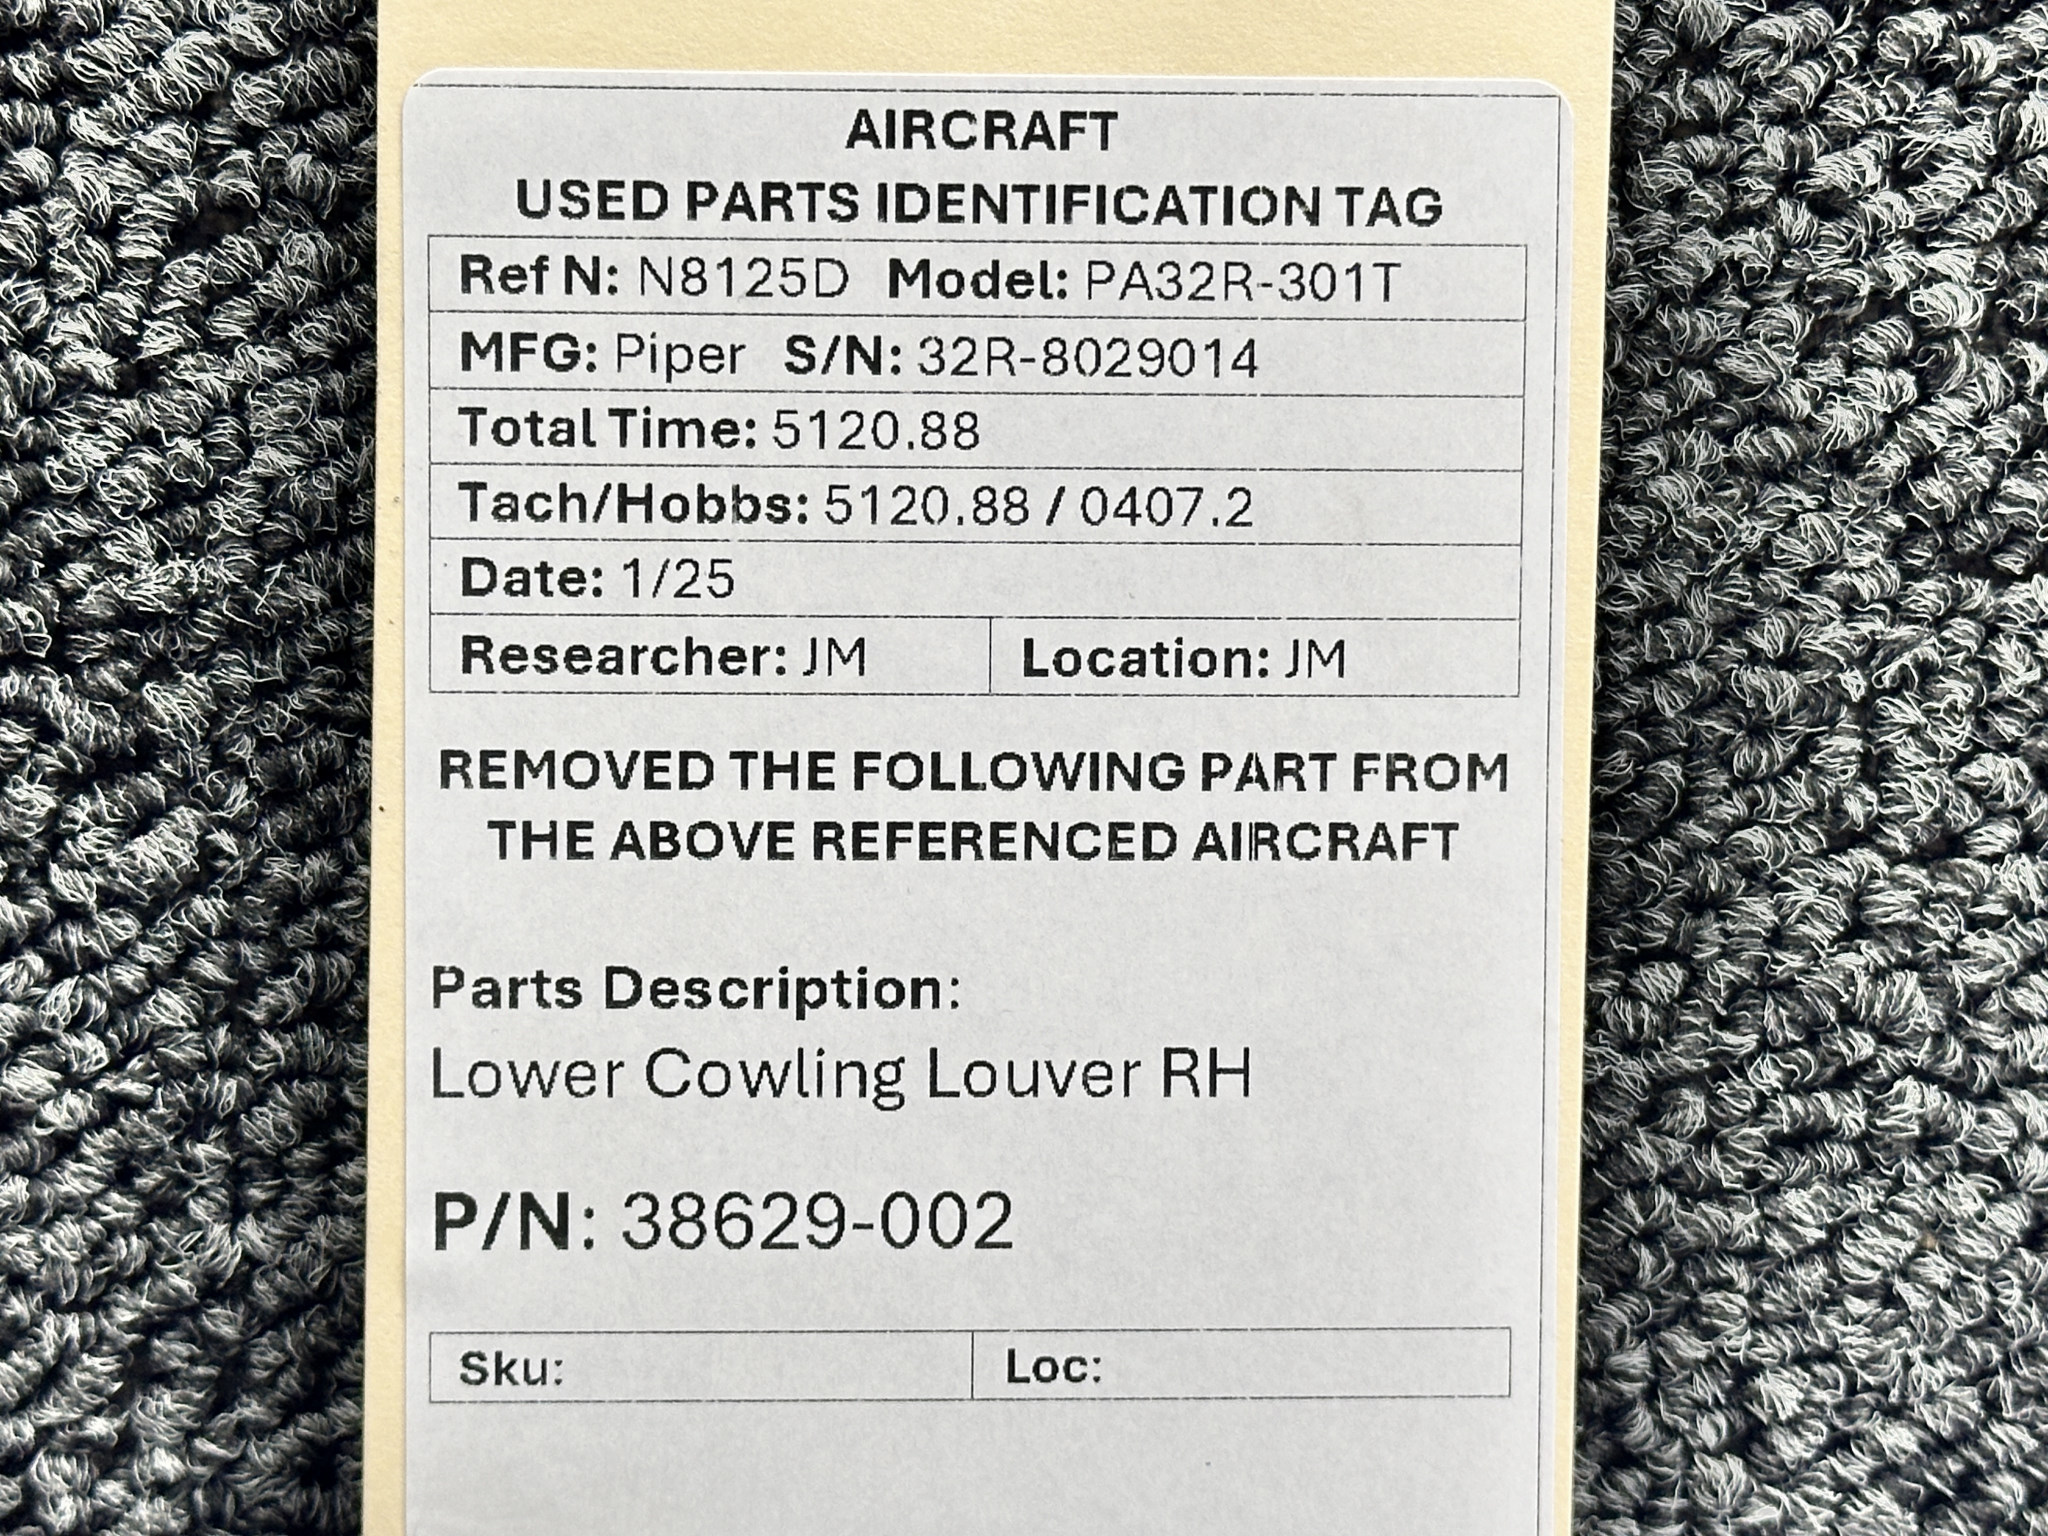 AIRCRAFT
USED PARTS IDENTIFICATION TAG
Ref N: N8125D Model: PA32R-301T
MFG: Piper S/N: 32R-8029014
Total Time: 5120.88
Tach/Hobbs: 5120.88 / 0407.2
Date: 1/25
Researcher: JM Location: JM
REMOVED THE FOLLOWING PART FROM
THE ABOVE REFERENCED AIRCRAFT
Parts Description:
Lower Cowling Louver RH
P/N: 38629-002
Sku: Loc: